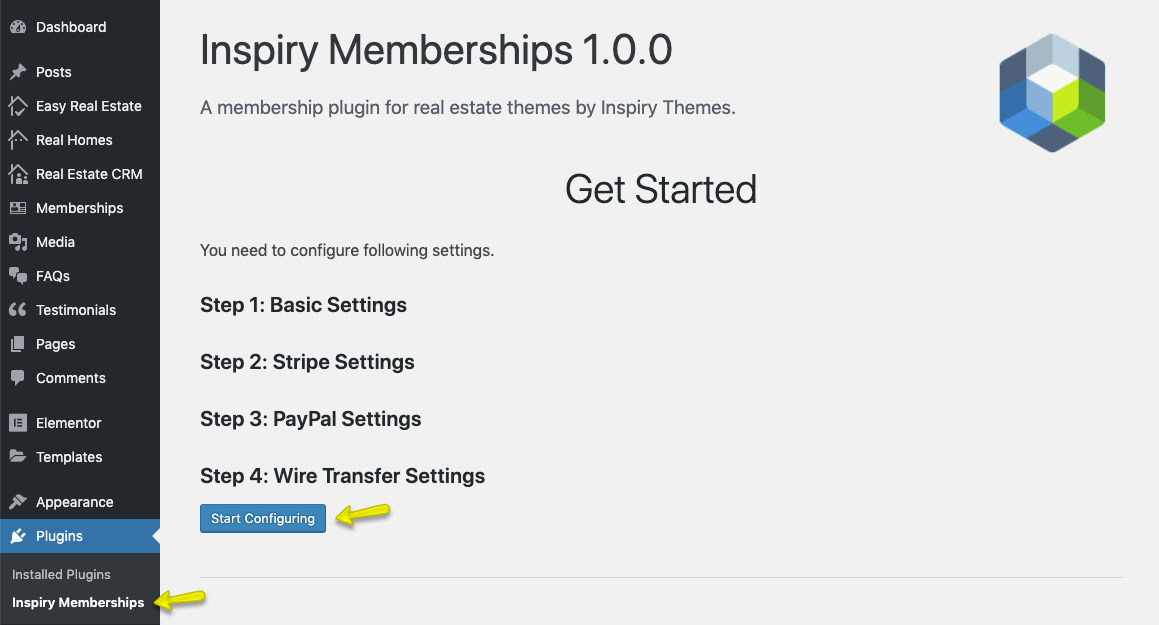 Dashboard
Posts
Easy Real Estate
Real Homes
Real Estate CRM
Memberships
Media
FAQs
Testimonials
Pages
Comments
Elementor
Templates
Appearance
Plugins
Installed Plugins
Inspiry Memberships
Inspiry Memberships 1.0.0
A membership plugin for real estate themes by Inspiry Themes.
Get Started
You need to configure following settings.
Step 1: Basic Settings
Step 2: Stripe Settings
Step 3: PayPal Settings
Step 4: Wire Transfer Settings
Start Configuring